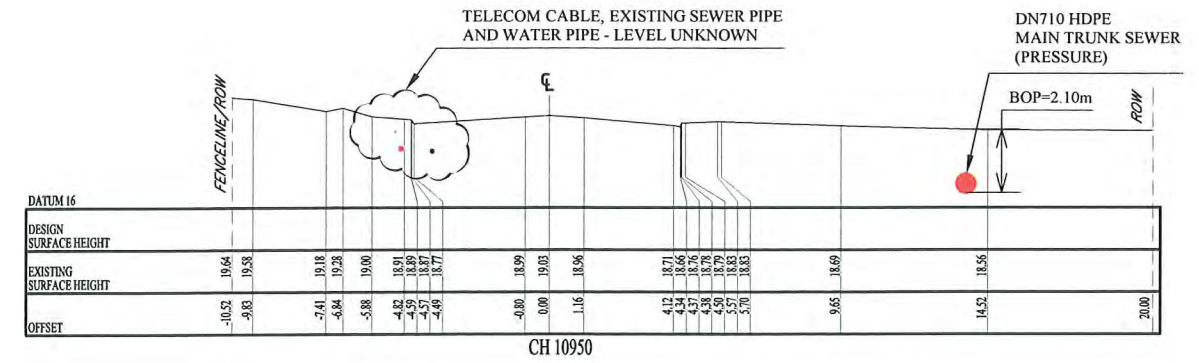 TELECOM CABLE, EXISTING SEWER PIPE
AND WATER PIPE - LEVEL UNKNOWN
DN710 HDPE
MAIN TRUNK SEWER
(PRESSURE)
BOP=2.10m
FENCELINE/ROW
℄
ROW
DATUM 16
DESIGN
SURFACE HEIGHT
EXISTING
SURFACE HEIGHT
19.64 19.58 19.18 19.28 19.00 18.91 18.89 18.87 18.77 18.99 19.03 18.96 18.71 18.66 18.76 18.78 18.79 18.83 18.83 18.69 18.56
OFFSET
-10.52 -9.83 -7.41 -6.84 -5.88 -4.82 -4.59 -4.57 -4.49 -0.80 0.00 1.16 4.12 4.34 4.37 4.38 4.50 5.57 5.70 9.65 14.52 20.00
CH 10950